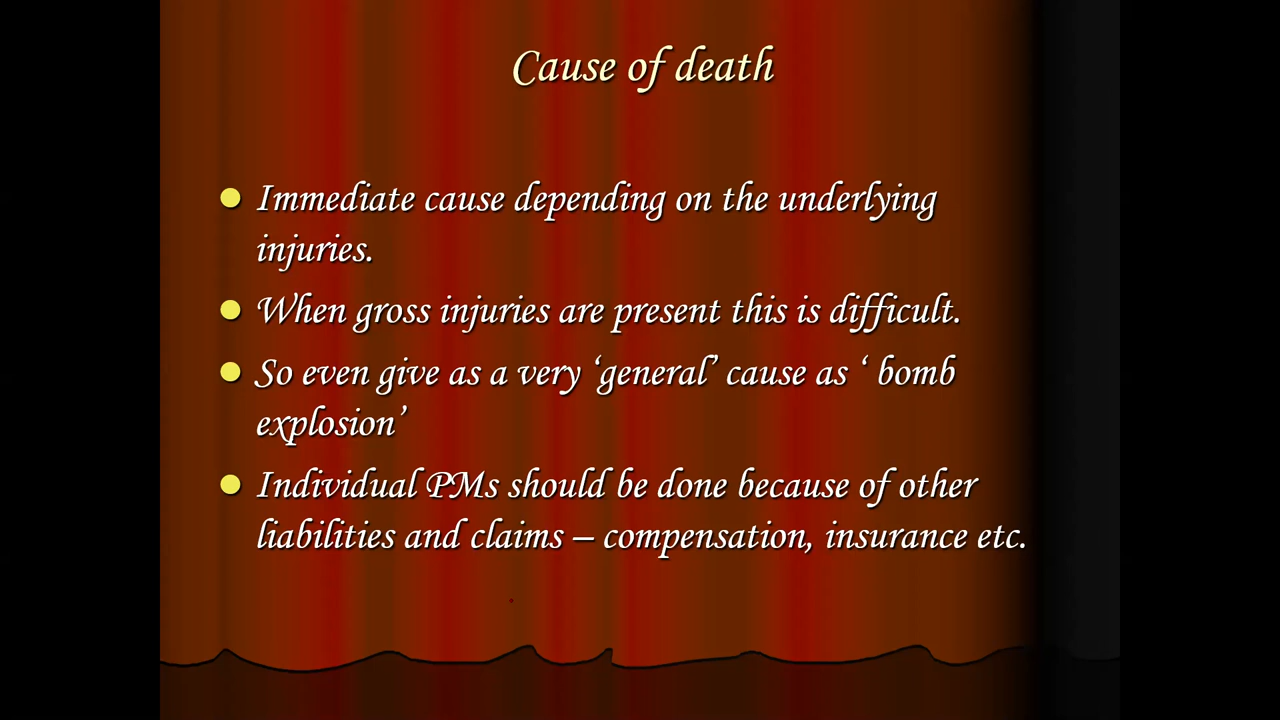 Cause of death
Immediate cause depending on the underlying
injuries.
When gross injuries are present this is difficult.
So even give as a very ‘general’ cause as ‘ bomb
explosion’
Individual PMs should be done because of other
liabilities and claims – compensation, insurance etc.